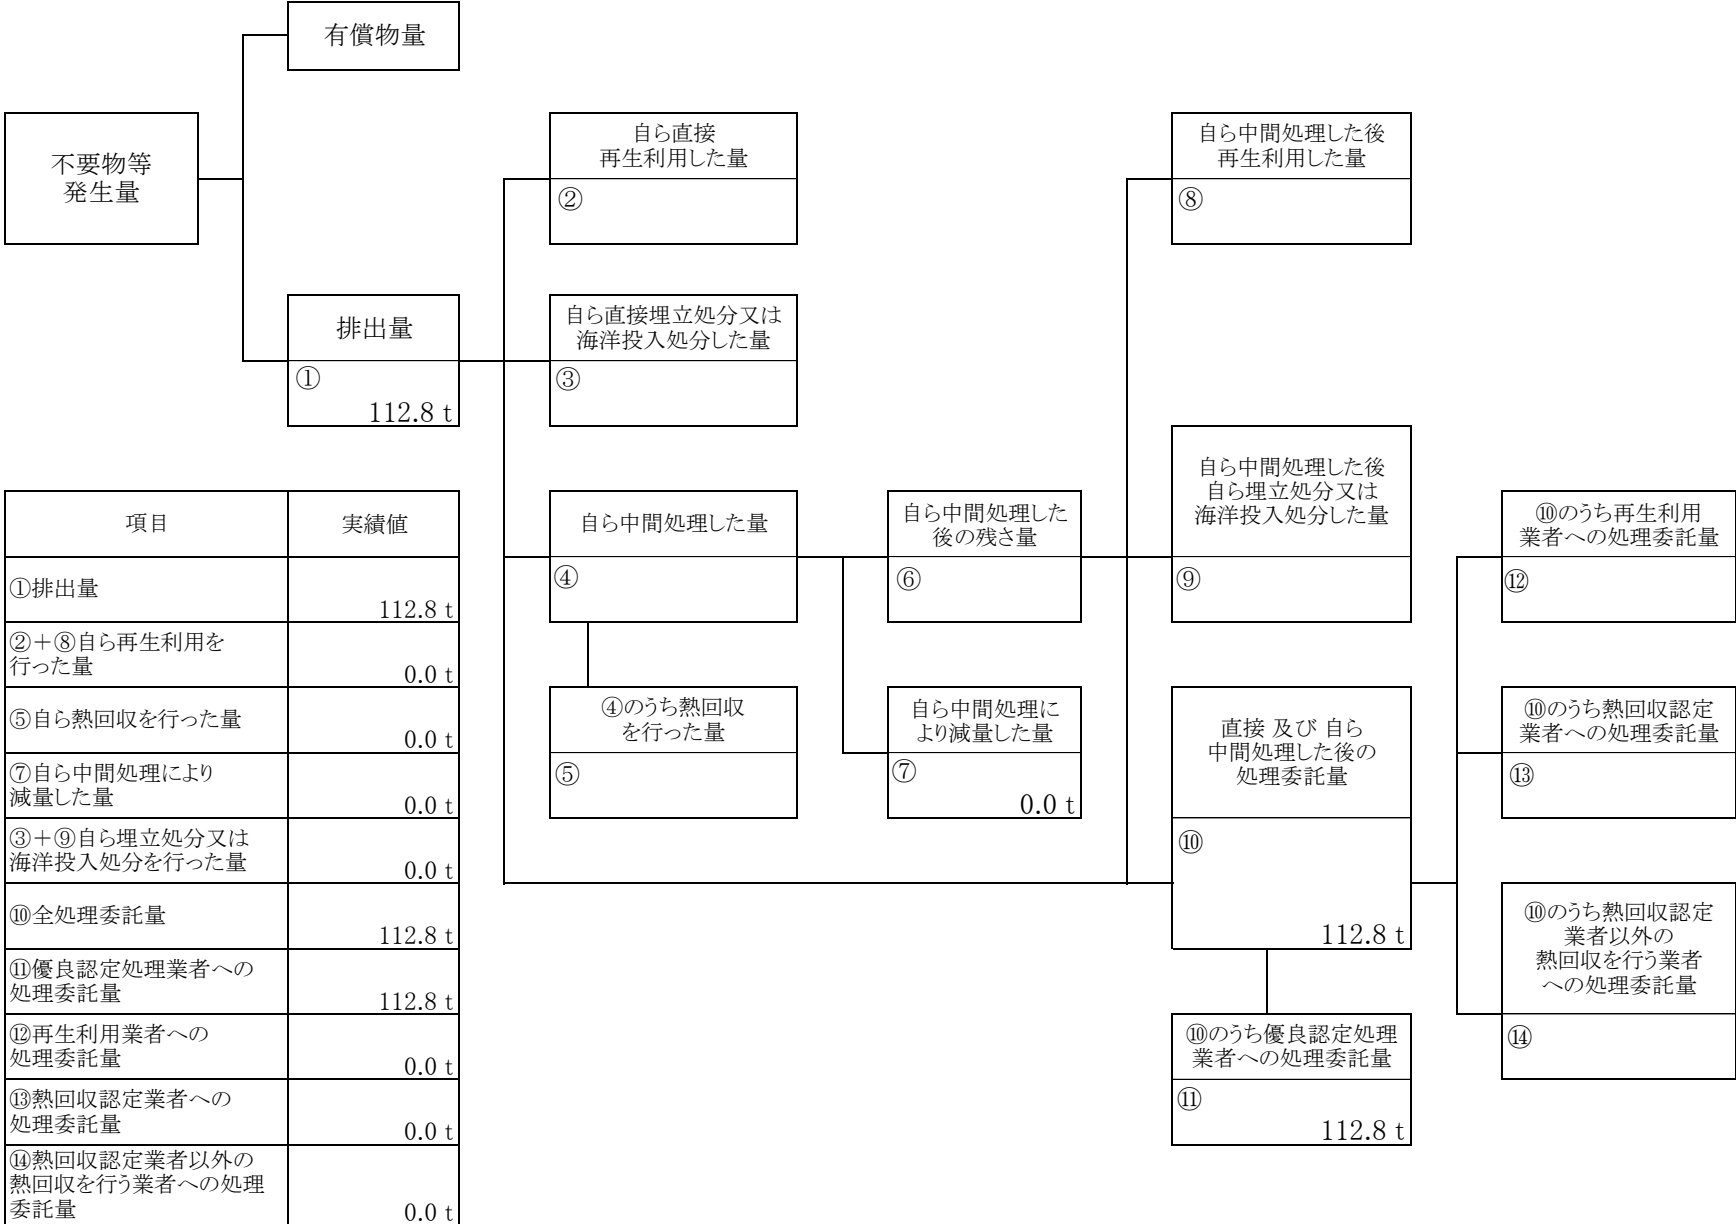 有償物量
不要物等
発生量
自ら直接
再生利用した量
②
自ら中間処理した後
再生利用した量
⑧
排出量
①
112.8 t
自ら直接埋立処分又は
海洋投入処分した量
③
自ら中間処理した量
④
自ら中間処理した
後の残さ量
⑥
自ら中間処理した後
自ら埋立処分又は
海洋投入処分した量
⑨
⑩のうち再生利用
業者への処理委託量
⑫
④のうち熱回収
を行った量
⑤
自ら中間処理に
より減量した量
⑦
0.0 t
直接 及び 自ら
中間処理した後の
処理委託量
⑩
112.8 t
⑩のうち熱回収認定
業者への処理委託量
⑬
⑩のうち熱回収認定
業者以外の
熱回収を行う業者
への処理委託量
⑭
⑩のうち優良認定処理
業者への処理委託量
⑪
112.8 t
項目 実績値
①排出量
112.8 t
②＋⑧自ら再生利用を
行った量
0.0 t
⑤自ら熱回収を行った量
0.0 t
⑦自ら中間処理により
減量した量
0.0 t
③＋⑨自ら埋立処分又は
海洋投入処分を行った量
0.0 t
⑩全処理委託量
112.8 t
⑪優良認定処理業者への
処理委託量
112.8 t
⑫再生利用業者への
処理委託量
0.0 t
⑬熱回収認定業者への
処理委託量
0.0 t
⑭熱回収認定業者以外の
熱回収を行う業者への処理
委託量
0.0 t